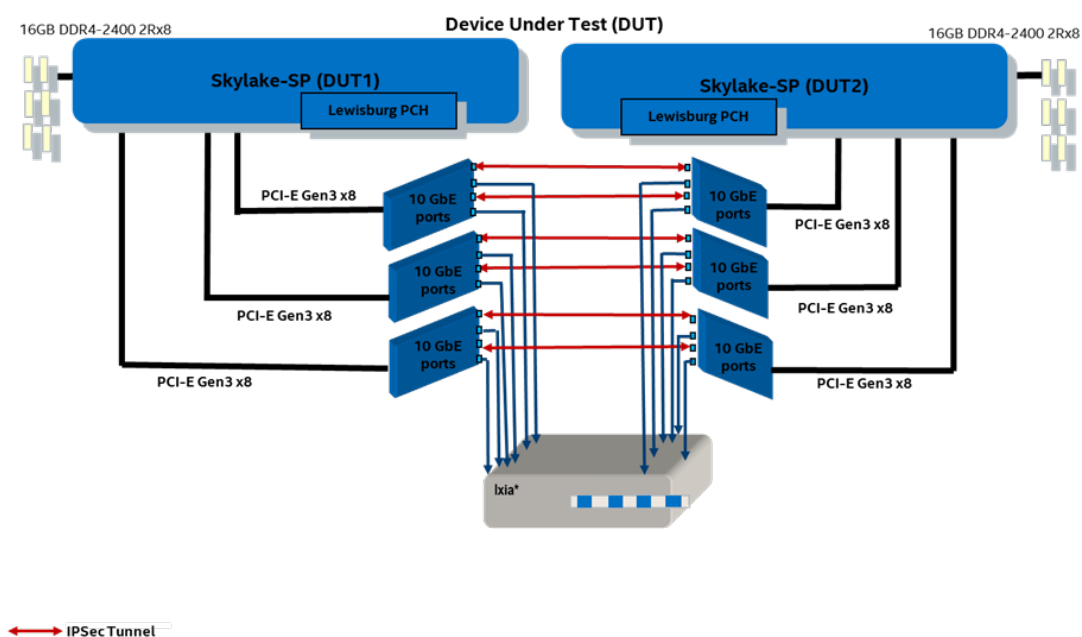 Device Under Test (DUT)
16GB DDR4-2400 2Rx8
16GB DDR4-2400 2Rx8
Skylake-SP (DUT1)
Skylake-SP (DUT2)
Lewisburg PCH
Lewisburg PCH
PCI-E Gen3 x8
10 GbE
ports
10 GbE
ports
PCI-E Gen3 x8
PCI-E Gen3 x8
10 GbE
ports
10 GbE
ports
PCI-E Gen3 x8
PCI-E Gen3 x8
10 GbE
ports
10 GbE
ports
PCI-E Gen3 x8
Ixia*
IPSec Tunnel